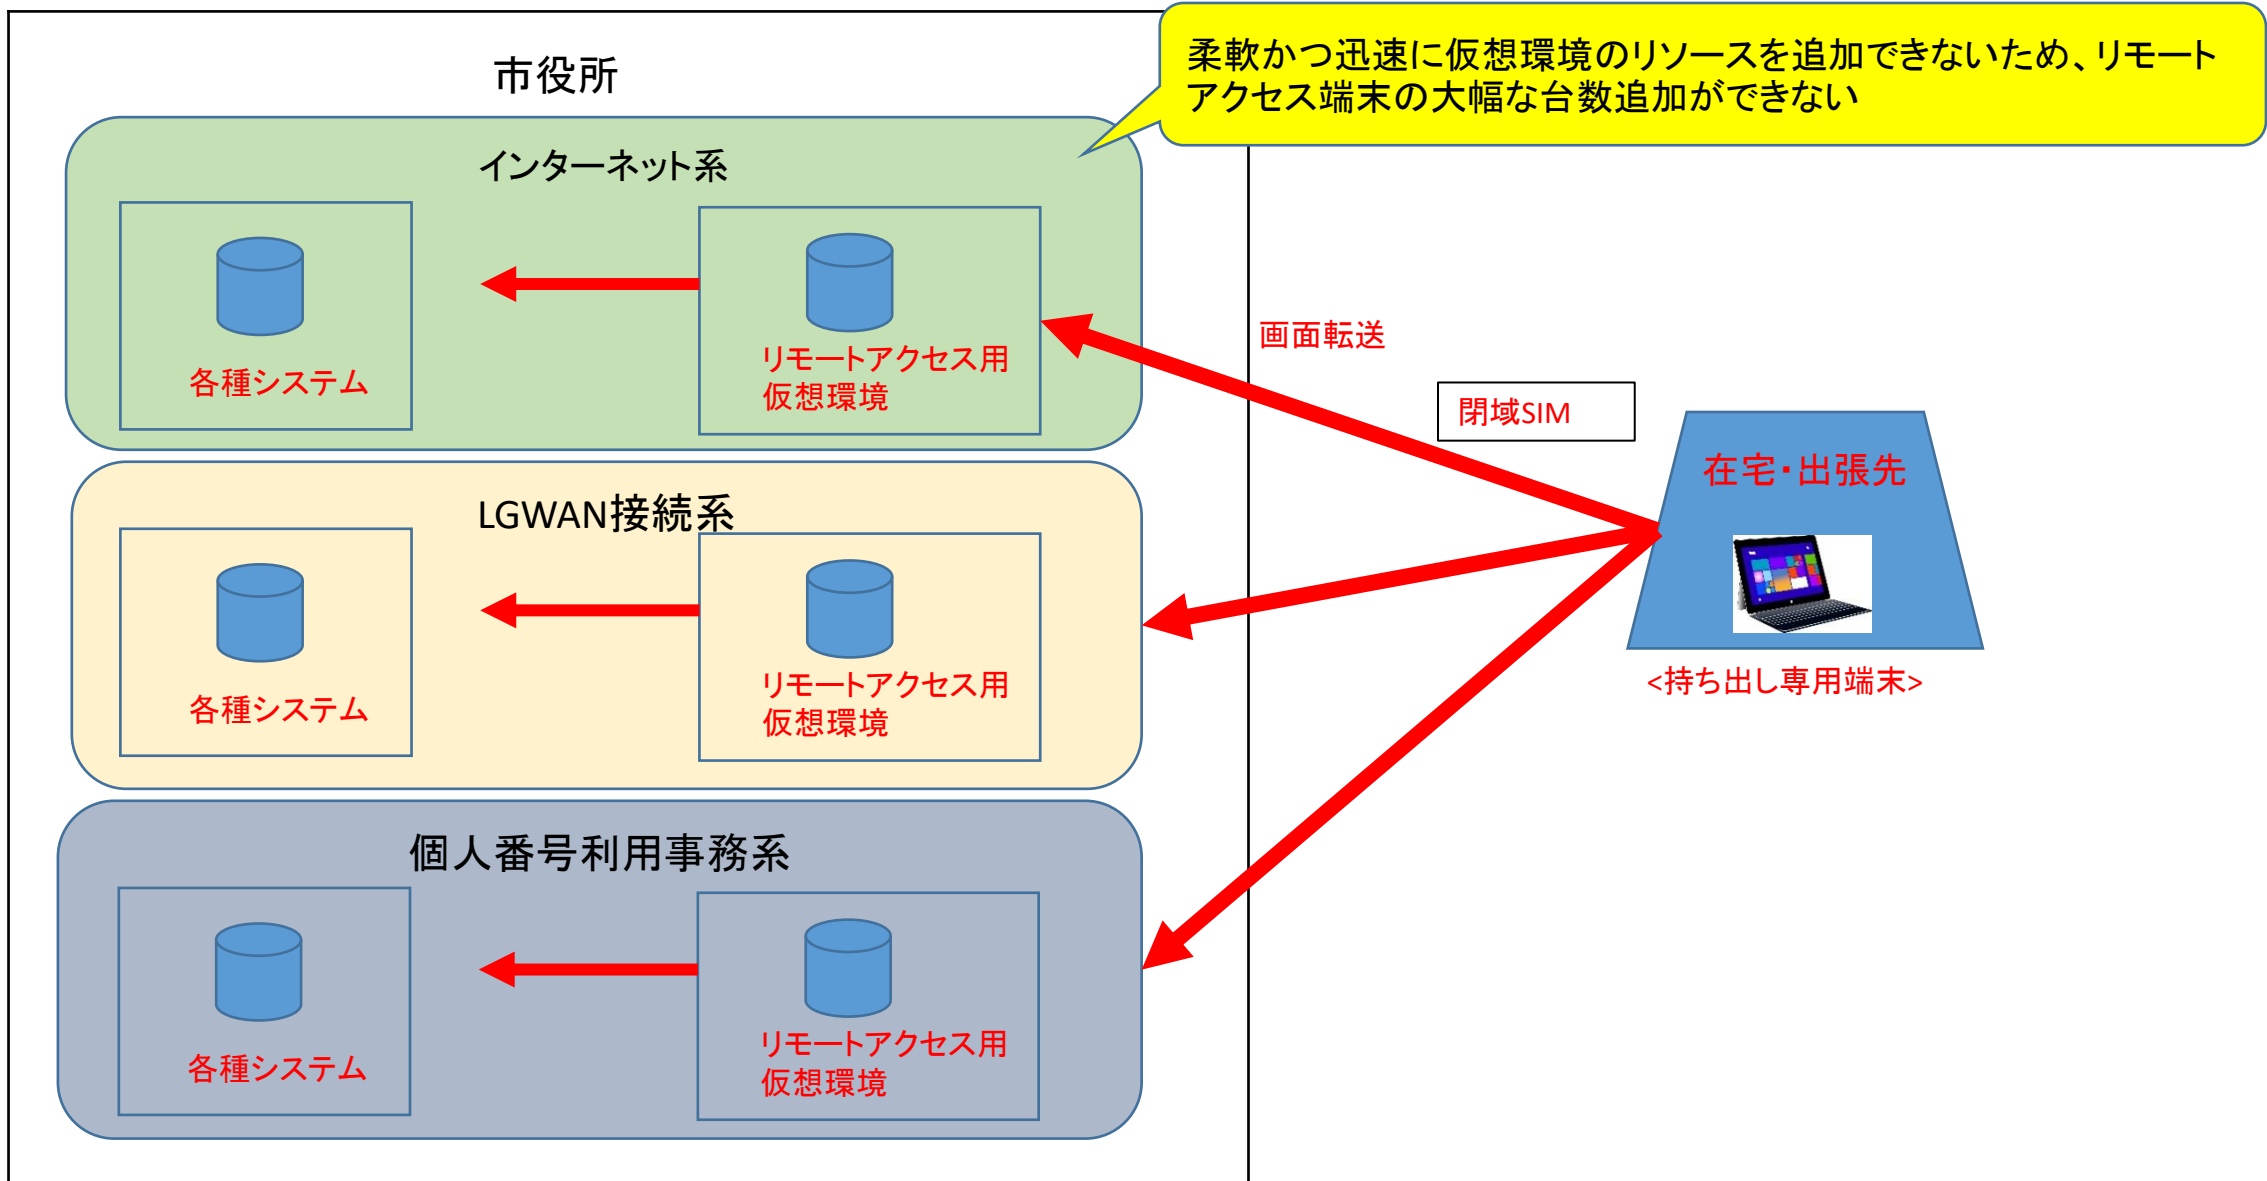 柔軟かつ迅速に仮想環境のリソースを追加できないため、リモート
アクセス端末の大幅な台数追加ができない
市役所
インターネット系
各種システム
リモートアクセス用
仮想環境
画面転送
閉域SIM
在宅・出張先
<持ち出し専用端末>
LGWAN接続系
各種システム
リモートアクセス用
仮想環境
個人番号利用事務系
各種システム
リモートアクセス用
仮想環境